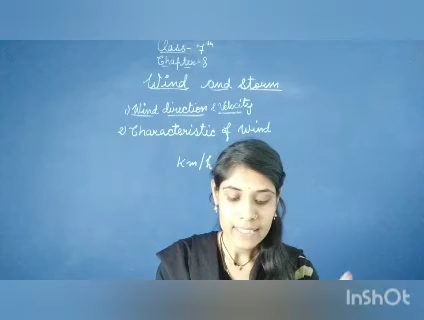 Class- 7th
Chapter-8
Wind and Storm
1) Wind direction & Velocity
2) Characteristic of Wind
km/h
InShOt